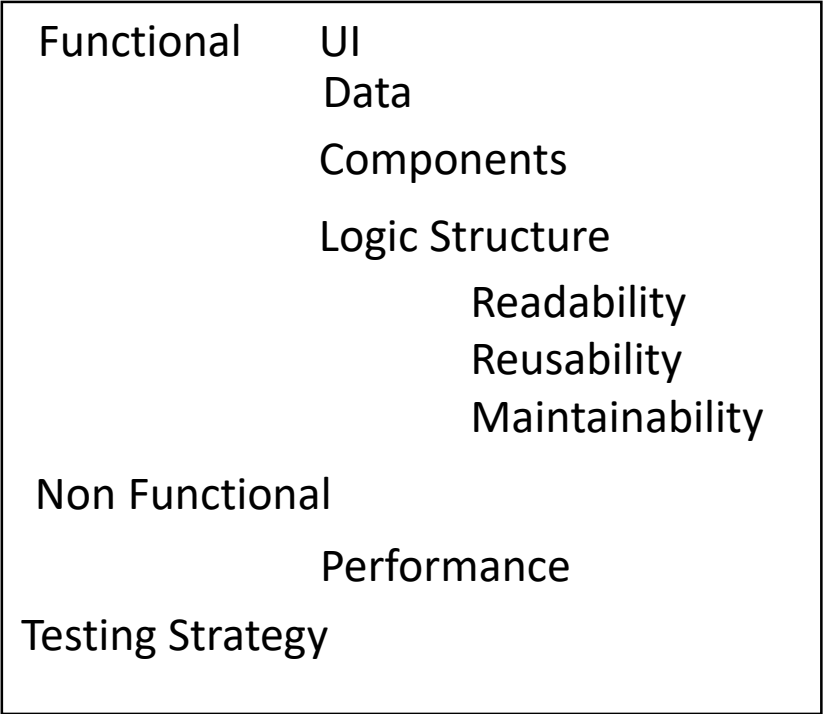 Functional UI
Data
Components
Logic Structure
Readability
Reusability
Maintainability
Non Functional
Performance
Testing Strategy